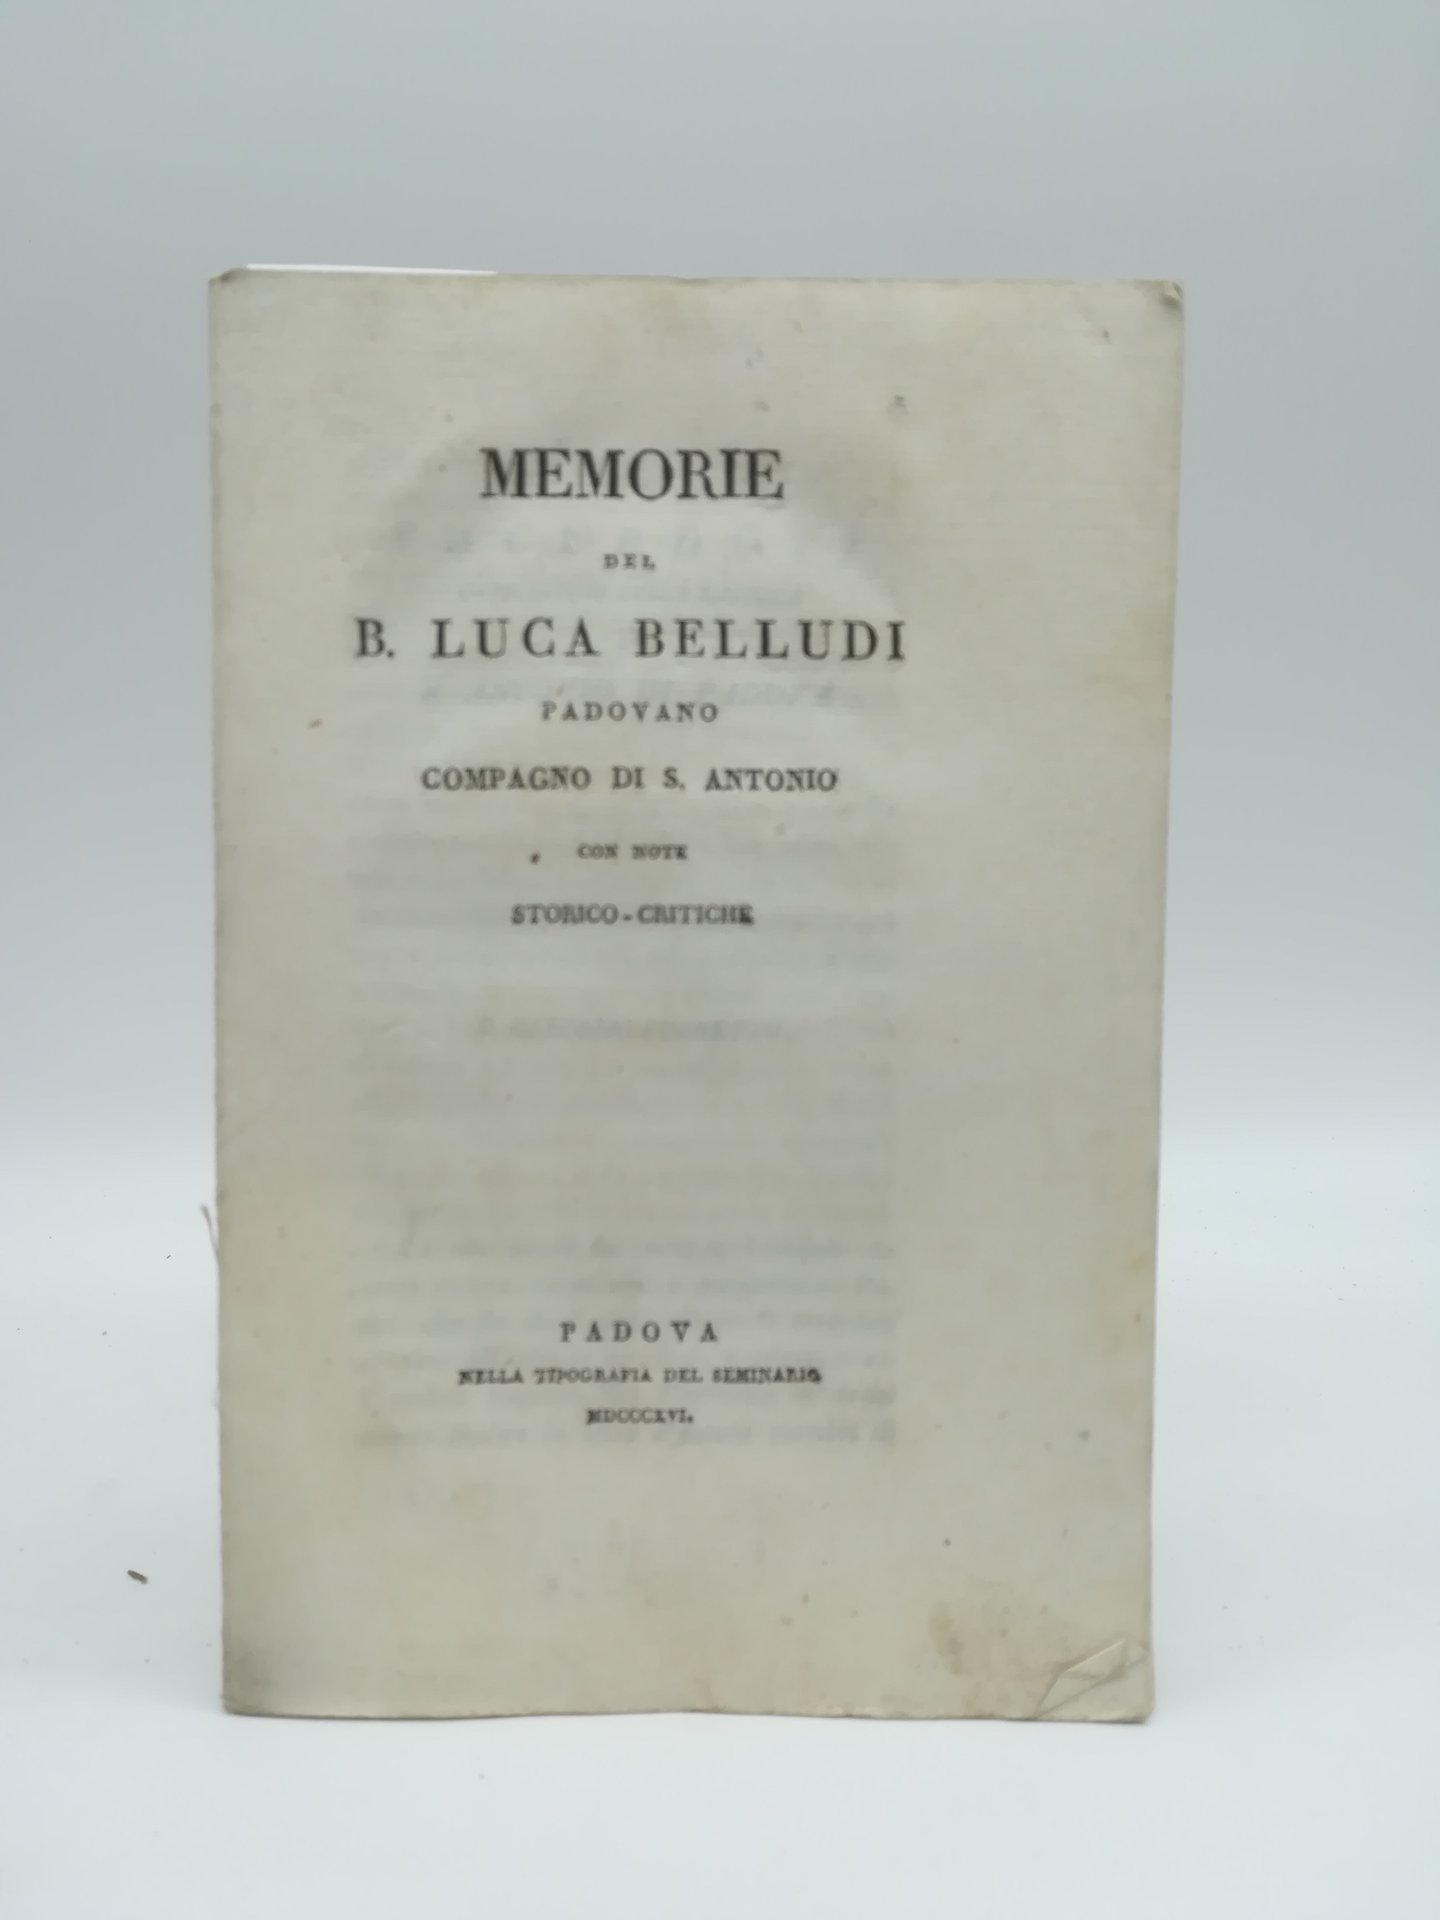 MEMORIE
DEL
B. LUCA BELLUDI
PADOVANO
COMPAGNO DI S. ANTONIO
CON NOTE
STORICO-CRITICHE
PADOVA
NELLA TIPOGRAFIA DEL SEMINARIO
MDCCCXVI.